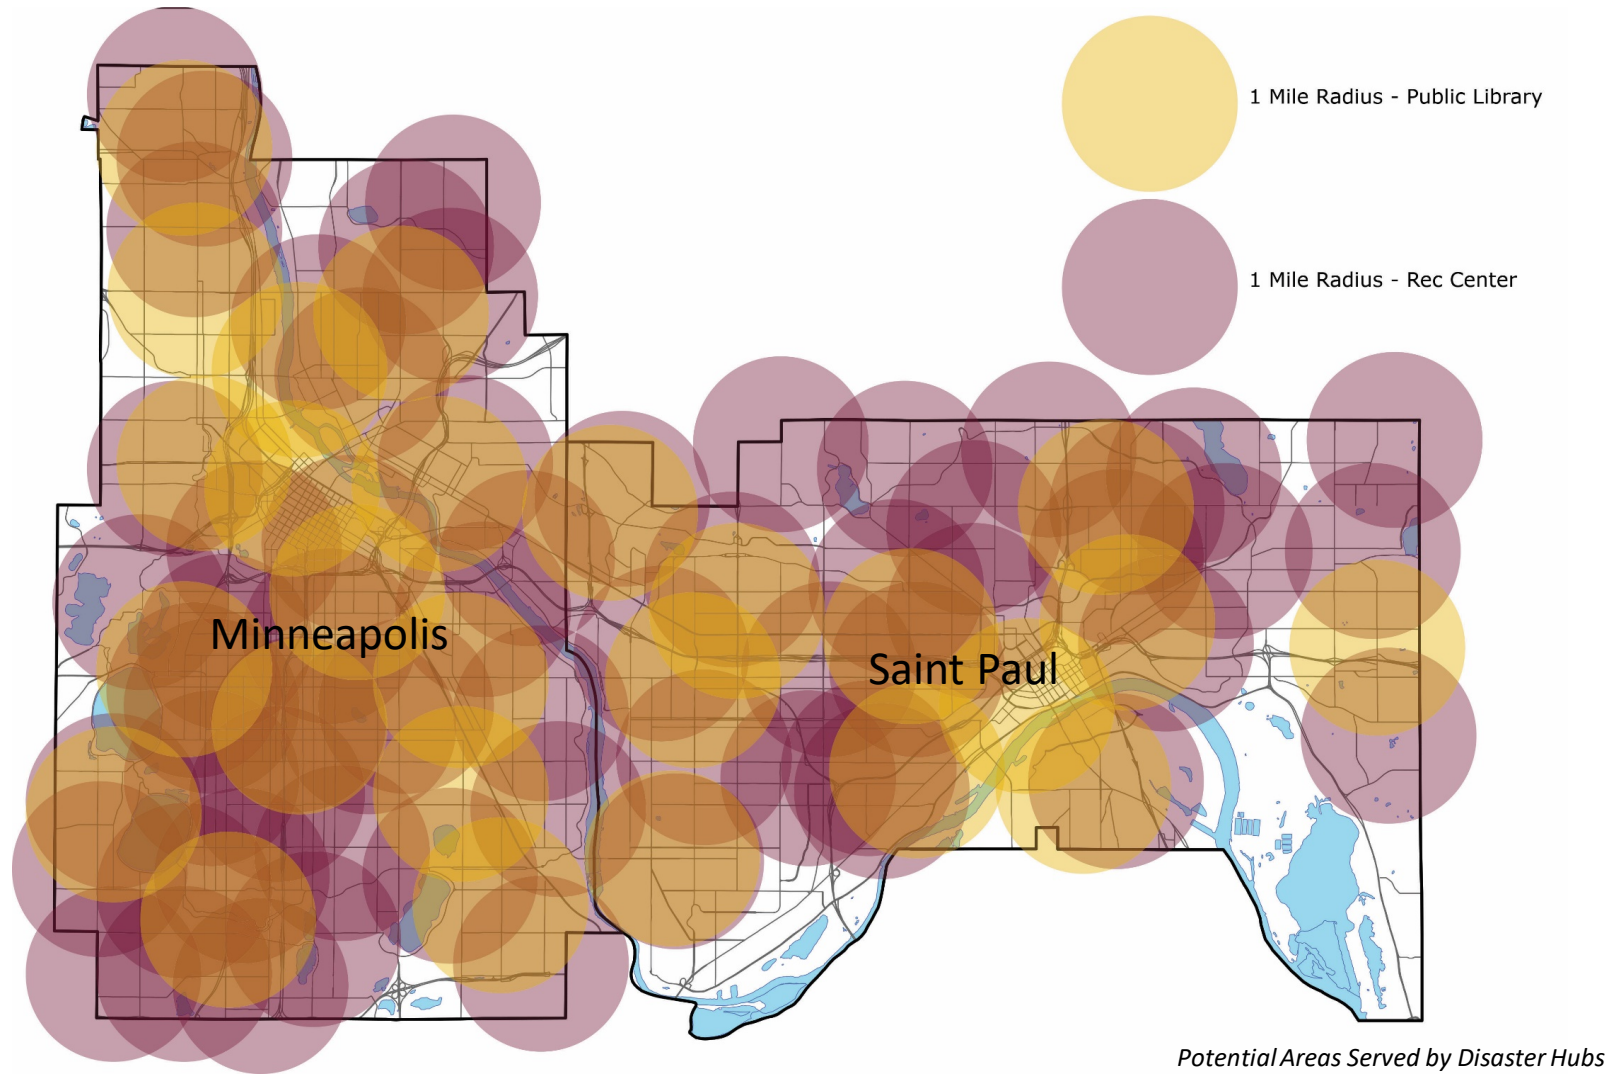 1 Mile Radius - Public Library
1 Mile Radius - Rec Center
Minneapolis
Saint Paul
Potential Areas Served by Disaster Hubs